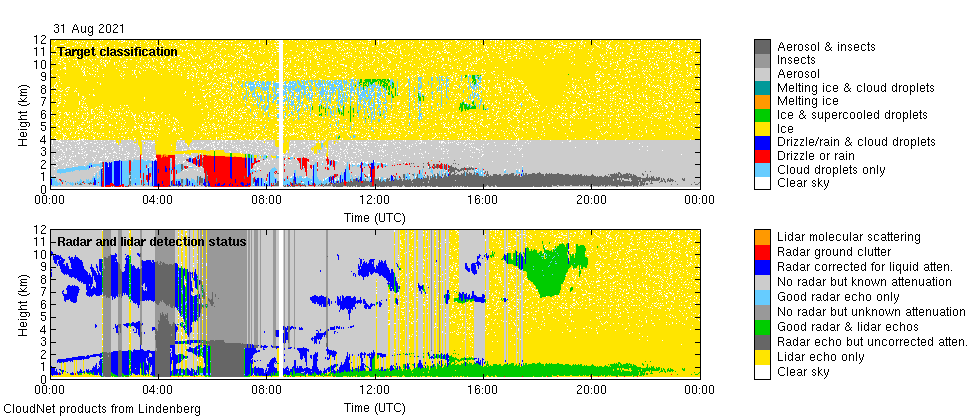 31 Aug 2021
Target classification
12
11
10
9
8
7
6
5
4
3
2
1
0
Height (km)
00:00 04:00 08:00 12:00 16:00 20:00 00:00
Time (UTC)
Aerosol & insects
Insects
Aerosol
Melting ice & cloud droplets
Melting ice
Ice & supercooled droplets
Ice
Drizzle/rain & cloud droplets
Drizzle or rain
Cloud droplets only
Clear sky
Radar and lidar detection status
12
11
10
9
8
7
6
5
4
3
2
1
0
Height (km)
00:00 04:00 08:00 12:00 16:00 20:00 00:00
Time (UTC)
Lidar molecular scattering
Radar ground clutter
Radar corrected for liquid atten.
No radar but known attenuation
Good radar echo only
No radar but unknown attenuation
Good radar & lidar echos
Radar echo but uncorrected atten.
Lidar echo only
Clear sky
CloudNet products from Lindenberg